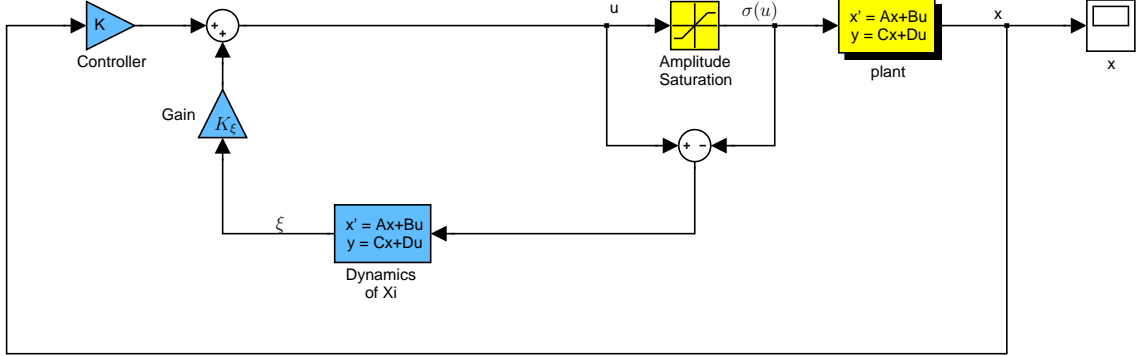 K
Controller
+
+
u
Amplitude
Saturation
σ(u)
x' = Ax+Bu
y = Cx+Du
plant
x
x
Gain
K_ξ
+ −
ξ
x' = Ax+Bu
y = Cx+Du
Dynamics
of Xi